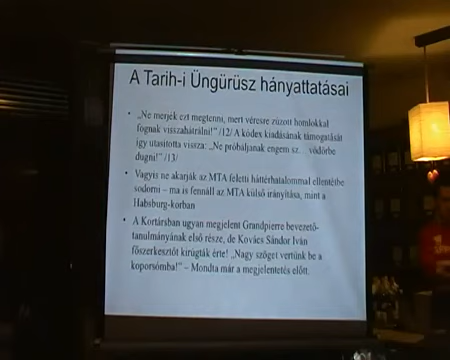 A Tarih-i Üngürüsz hányattatásai
• „Ne merjék ezt megtenni, mert véresre zúzott homlokkal
fognak visszahátrálni!” /12/ A kódex kiadásának támogatását
így utasította vissza: „Ne próbáljanak engem sz... vödörbe
dugni!” /13/
• Vagyis ne akarják az MTA feletti háttérhatalommal ellentétbe
sodorni – ma is fennáll az MTA külső irányítása, mint a
Habsburg-korban
• A Kortársban ugyan megjelent Grandpierre bevezető-
tanulmányának első része, de Kovács Sándor Iván
főszerkesztőt kirúgták érte! „Nagy szöget vertünk be a
koporsómba!” – Mondta már a megjelentetés előtt.